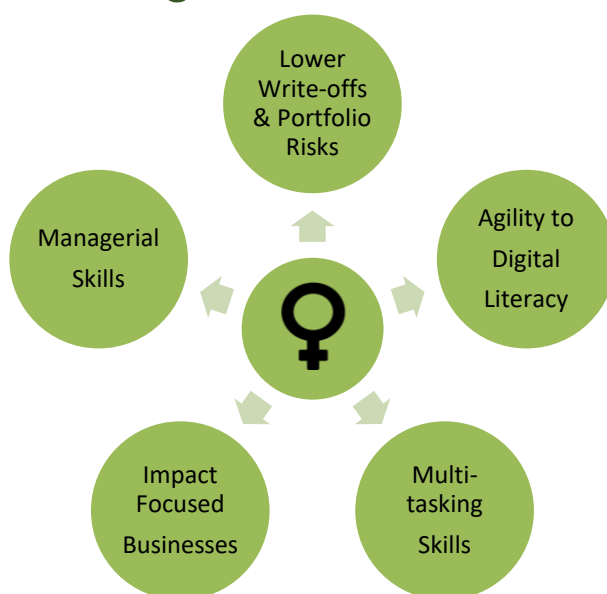 Lower
Write-offs
& Portfolio
Risks
Agility to
Digital
Literacy
Managerial
Skills
Impact
Focused
Businesses
Multi-
tasking
Skills